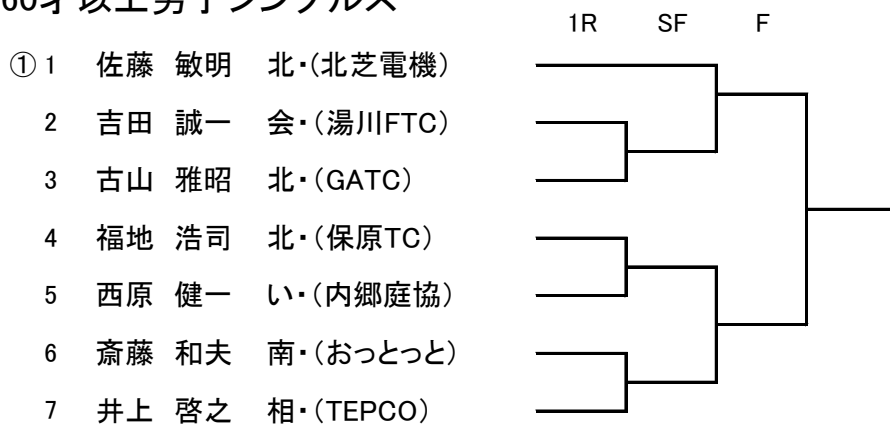 60才以上男子シングルス
1R SF F
① 1 佐藤 敏明 北・(北芝電機)
2 吉田 誠一 会・(湯川FTC)
3 古山 雅昭 北・(GATC)
4 福地 浩司 北・(保原TC)
5 西原 健一 い・(内郷庭協)
6 斎藤 和夫 南・(おっとっと)
7 井上 啓之 相・(TEPCO)